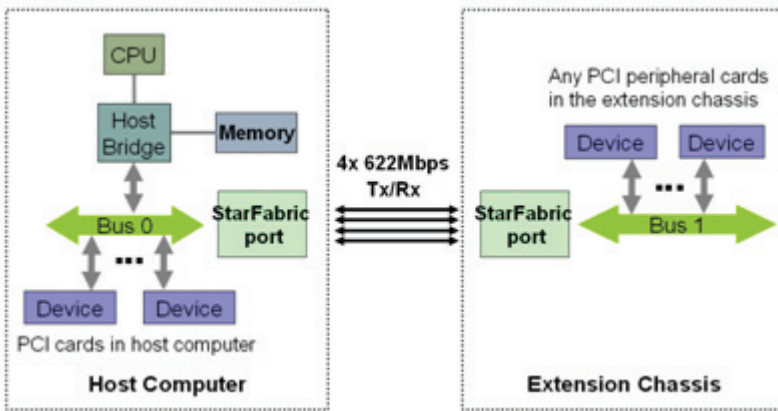 CPU
Host
Bridge
Memory
Bus 0
StarFabric
port
...
Device
Device
PCI cards in host computer
Host Computer
4x 622Mbps
Tx/Rx
Any PCI peripheral cards
in the extension chassis
Device
Device
...
StarFabric
port
Bus 1
Extension Chassis